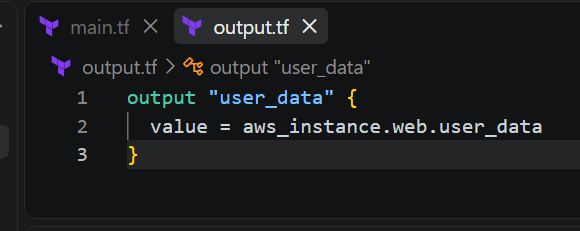 main.tf output.tf
output.tf > output "user_data"
1 output "user_data" {
2 value = aws_instance.web.user_data
3 }